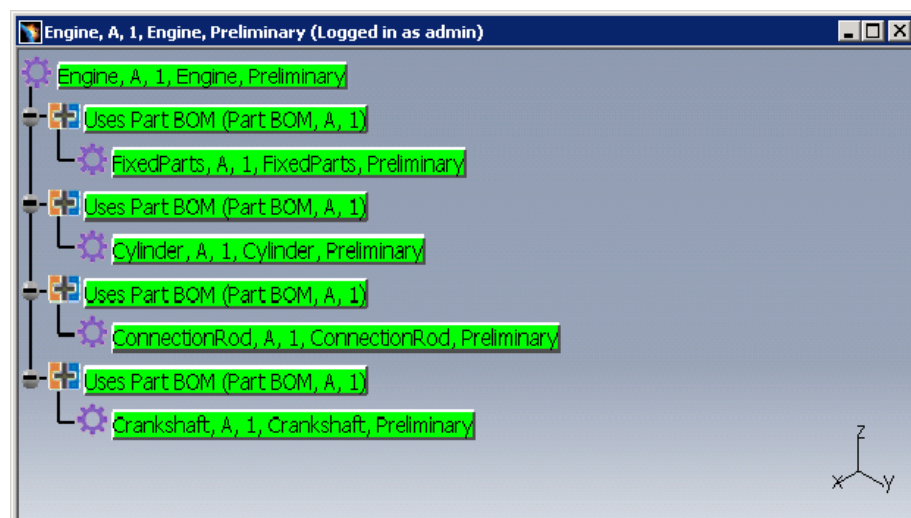 Engine, A, 1, Engine, Preliminary (Logged in as admin)
Engine, A, 1, Engine, Preliminary
Uses Part BOM (Part BOM, A, 1)
FixedParts, A, 1, FixedParts, Preliminary
Uses Part BOM (Part BOM, A, 1)
Cylinder, A, 1, Cylinder, Preliminary
Uses Part BOM (Part BOM, A, 1)
ConnectionRod, A, 1, ConnectionRod, Preliminary
Uses Part BOM (Part BOM, A, 1)
Crankshaft, A, 1, Crankshaft, Preliminary
z
x y